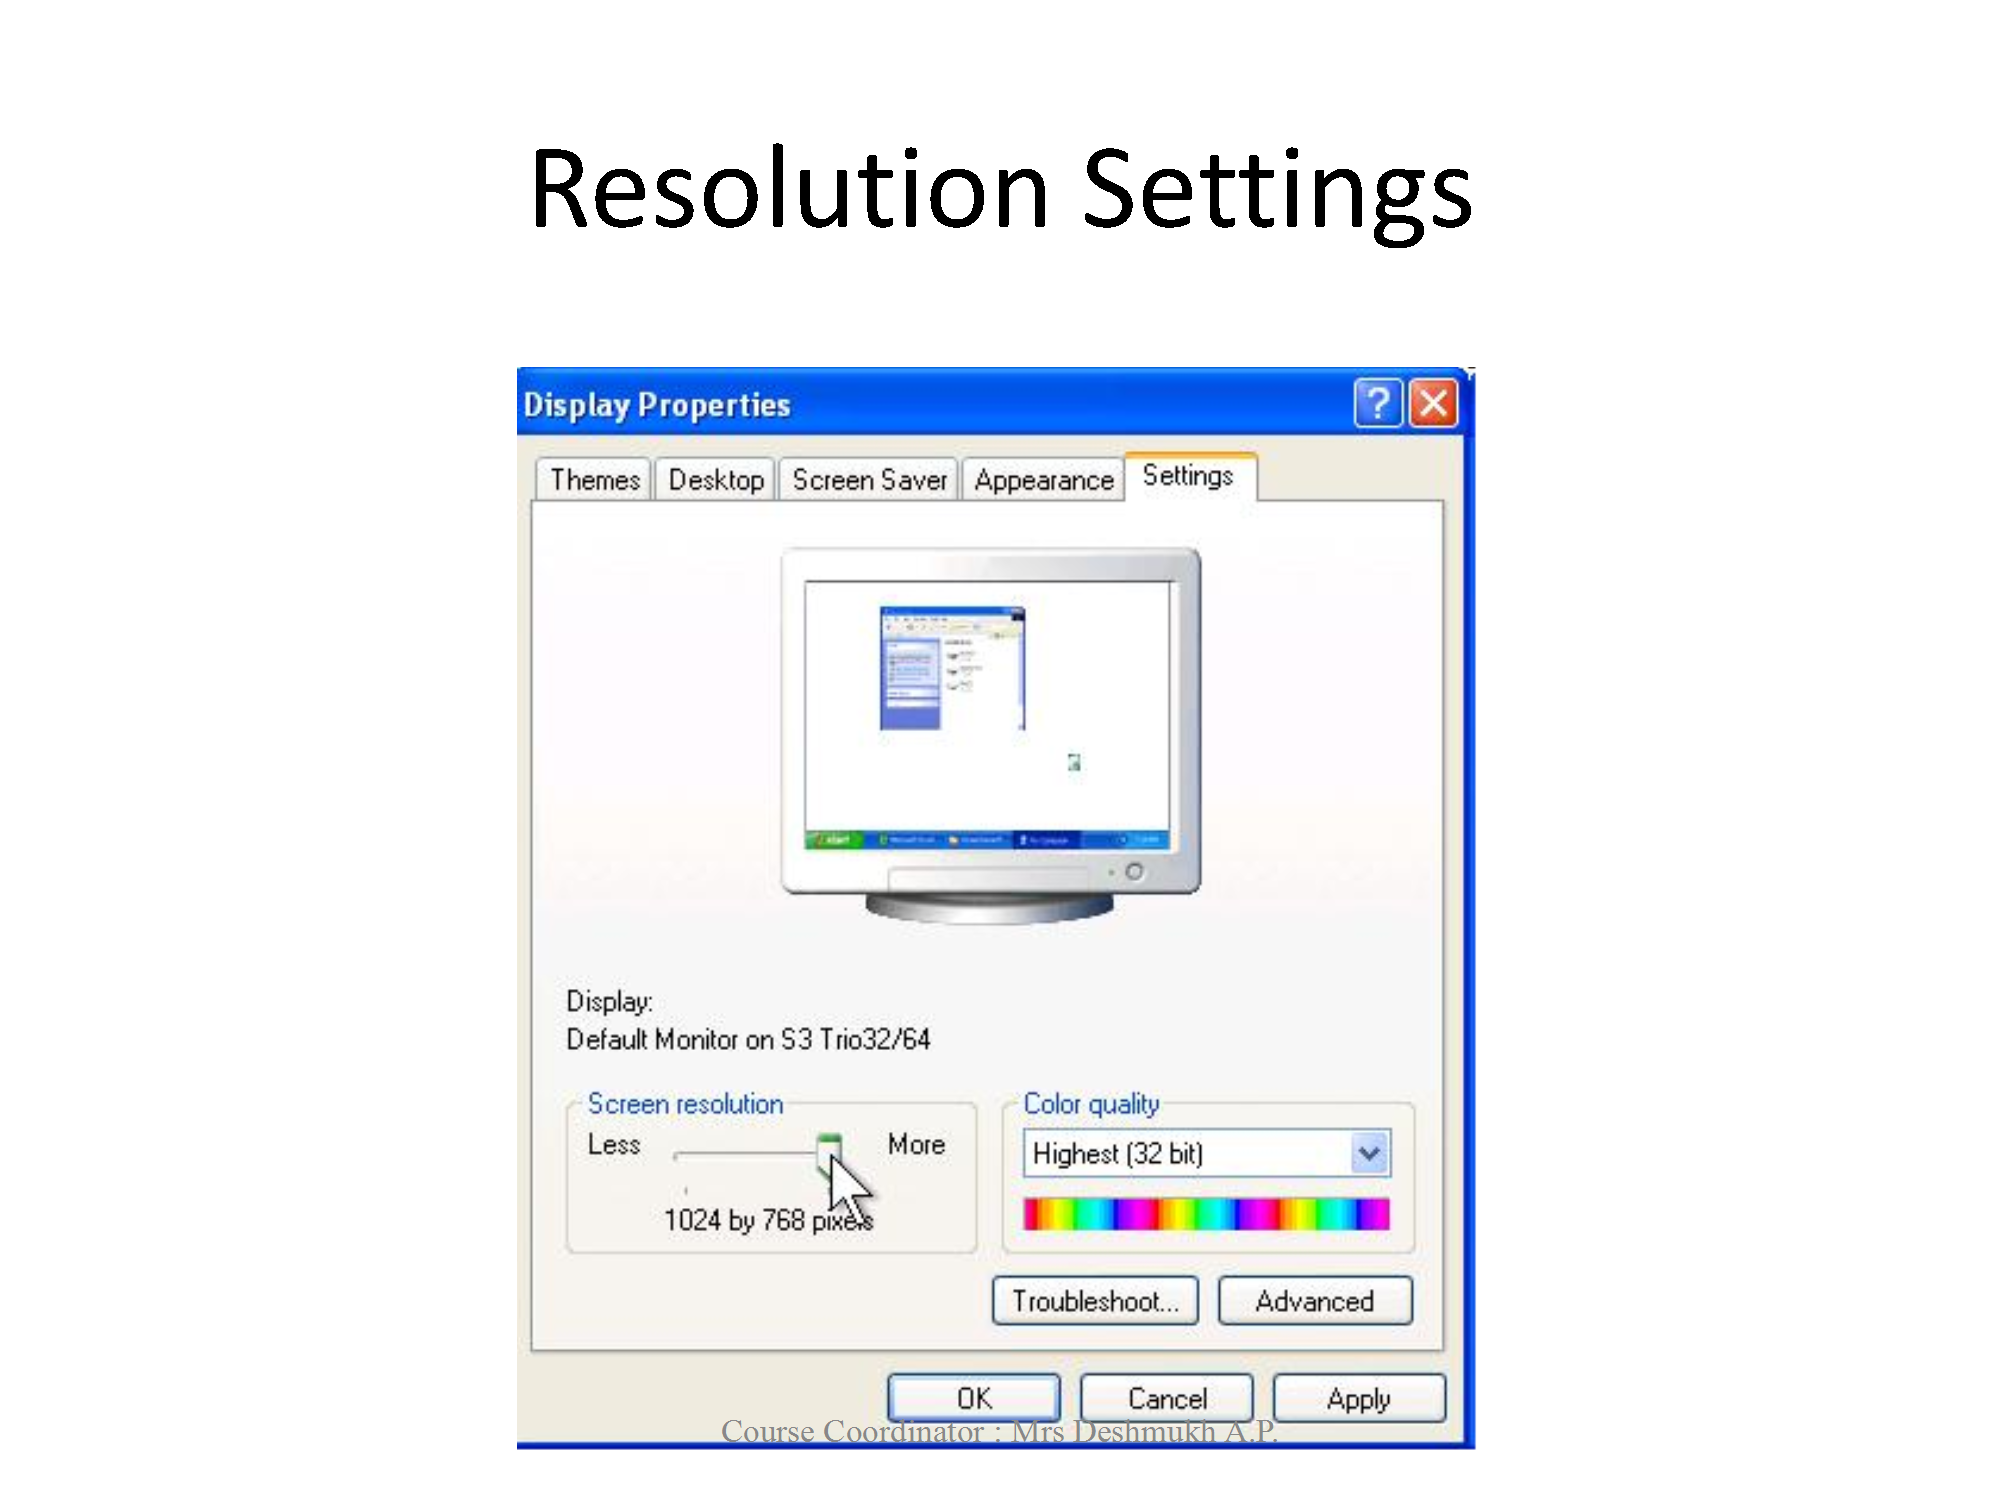 Resolution Settings
Display Properties
Themes Desktop Screen Saver Appearance Settings
Display:
Default Monitor on S3 Trio32/64
Screen resolution Color quality
Less More Highest (32 bit)
1024 by 768 pixels
Troubleshoot... Advanced
OK Cancel Apply
Course Coordinator : Mrs Deshmukh A.P.